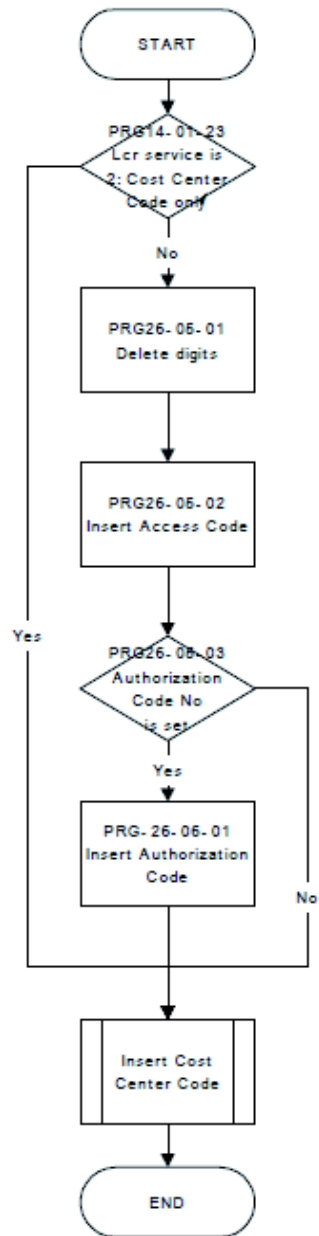 START
PRG14-01-23
Lcr service is
2: Cost Center
Code only
No
PRG26-05-01
Delete digits
PRG26-05-02
Insert Access Code
Yes
PRG26-05-03
Authorization
Code No
is set
Yes
PRG-26-06-01
Insert Authorization
Code
No
Insert Cost
Center Code
END